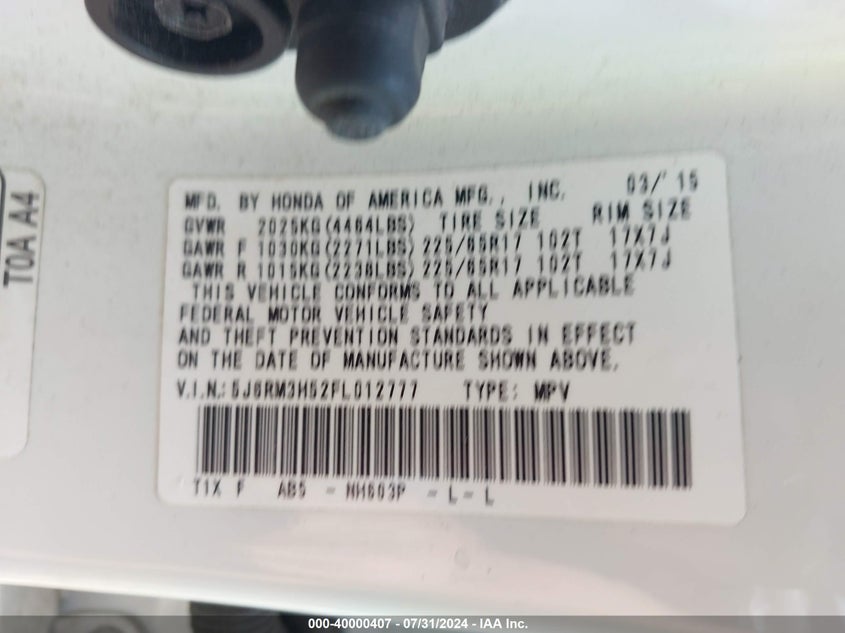 T0A A4
MFD. BY HONDA OF AMERICA MFG., INC. 03/'15
GVWR 2025KG(4464LBS) TIRE SIZE RIM SIZE
GAWR F 1030KG(2271LBS) 225/65R17 102T 17X7J
GAWR R 1015KG(2238LBS) 225/65R17 102T 17X7J
THIS VEHICLE CONFORMS TO ALL APPLICABLE
FEDERAL MOTOR VEHICLE SAFETY
AND THEFT PREVENTION STANDARDS IN EFFECT
ON THE DATE OF MANUFACTURE SHOWN ABOVE.
V.I.N.: 5J6RM3H52FL012777 TYPE: MPV
T1X F AB5 - NH603P - L - L
000-40000407 - 07/31/2024 - IAA Inc.